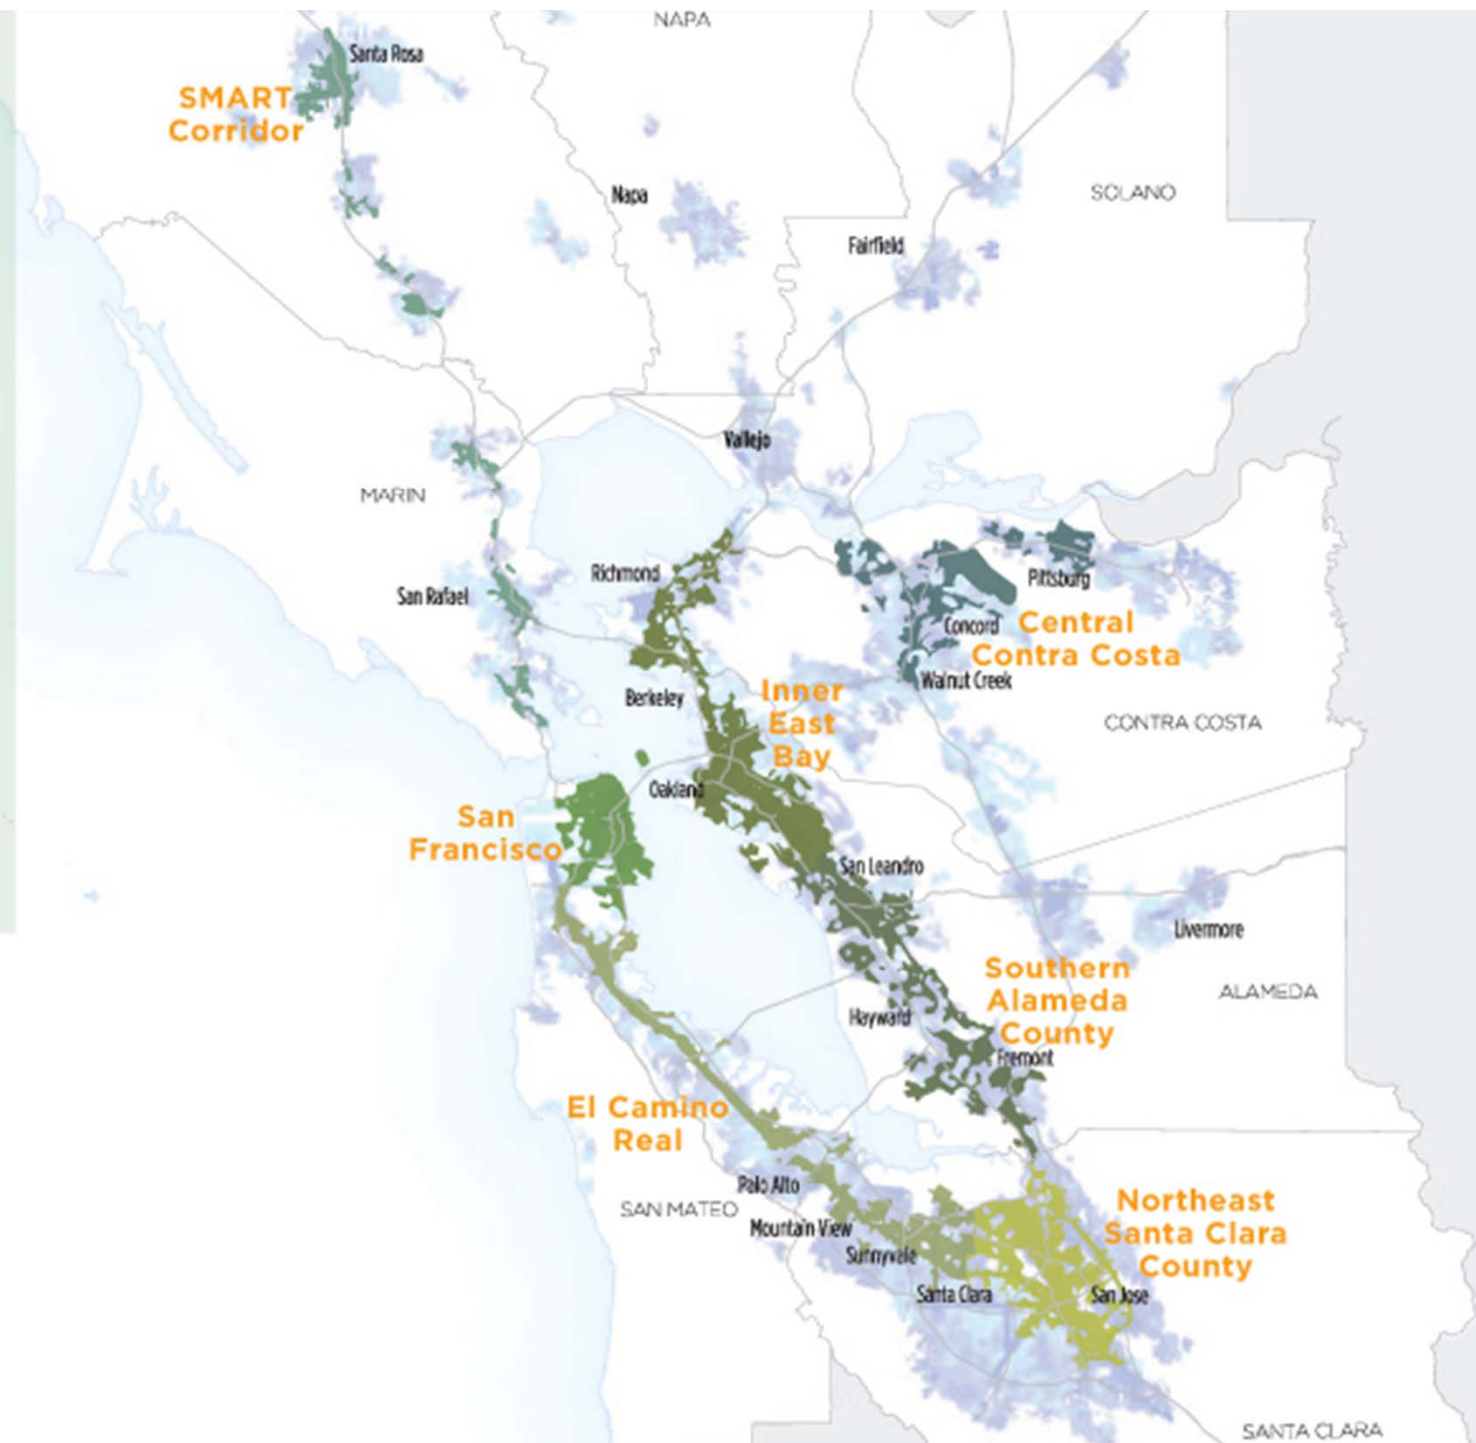 NAPA
Santa Rosa
SMART
Corridor
Napa
SOLANO
Fairfield
Vallejo
MARIN
Richmond
San Rafael
Pittsburg
Concord
Central
Contra Costa
Walnut Creek
Berkeley
Inner
East
Bay
CONTRA COSTA
Oakland
San
Francisco
San Leandro
Livermore
Southern
Alameda
County
ALAMEDA
Hayward
Fremont
El Camino
Real
Palo Alto
SAN MATEO
Mountain View
Sunnyvale
Northeast
Santa Clara
County
Santa Clara
San Jose
SANTA CLARA